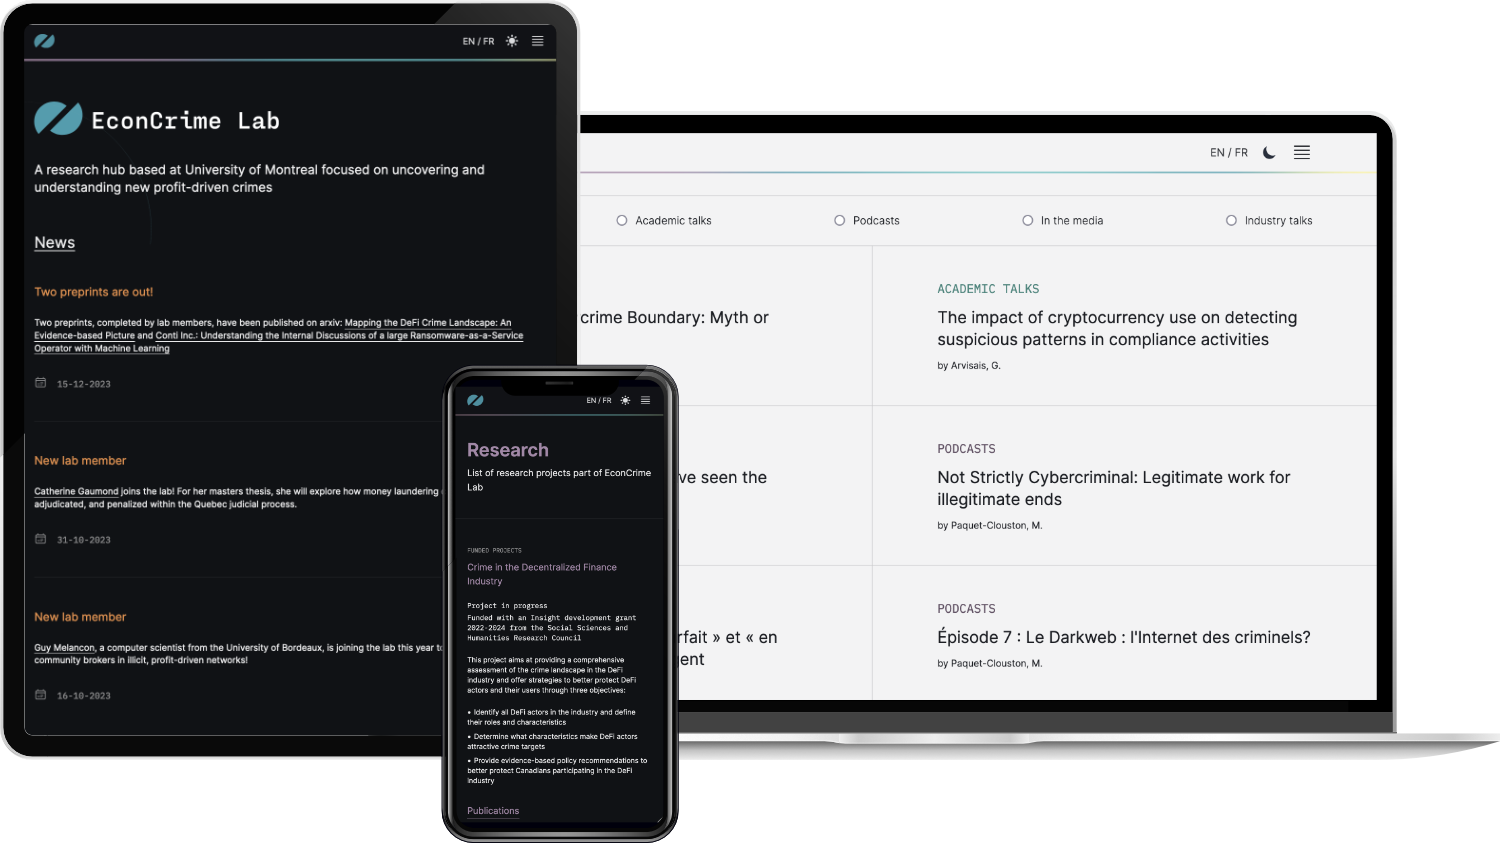 EN / FR
EconCrime Lab
A research hub based at University of Montreal focused on uncovering and
understanding new profit-driven crimes
News
Two preprints are out!
Two preprints, completed by lab members, have been published on arxiv: Mapping the DeFi Crime Landscape: An
Evidence-based Picture and Conti Inc.: Understanding the Internal Discussions of a large Ransomware-as-a-Service
Operator with Machine Learning
15-12-2023
New lab member
Catherine Gaumond joins the lab! For her masters thesis, she will explore how money laundering
adjudicated, and penalized within the Quebec judicial process.
31-10-2023
New lab member
Guy Melancon, a computer scientist from the University of Bordeaux, is joining the lab this year to
community brokers in illicit, profit-driven networks!
16-10-2023
EN / FR
Research
List of research projects part of EconCrime
Lab
FUNDED PROJECTS
Crime in the Decentralized Finance
Industry
Project in progress
Funded with an Insight development grant
2022-2024 from the Social Sciences and
Humanities Research Council
This project aims at providing a comprehensive
assessment of the crime landscape in the DeFi
industry and offer strategies to better protect DeFi
actors and their users through three objectives:
• Identify all DeFi actors in the industry and define
their roles and characteristics
• Determine what characteristics make DeFi actors
attractive crime targets
• Provide evidence-based policy recommendations to
better protect Canadians participating in the DeFi
industry
Publications
EN / FR
Academic talks
Podcasts
In the media
Industry talks
crime Boundary: Myth or
ACADEMIC TALKS
The impact of cryptocurrency use on detecting
suspicious patterns in compliance activities
by Arvisais, G.
ve seen the
PODCASTS
Not Strictly Cybercriminal: Legitimate work for
illegitimate ends
by Paquet-Clouston, M.
rfait » et « en
ent
PODCASTS
Épisode 7 : Le Darkweb : l'Internet des criminels?
by Paquet-Clouston, M.